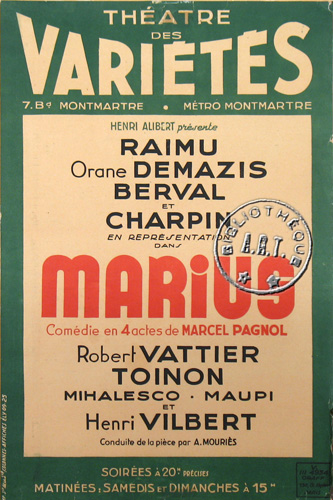 THÉATRE
DES
VARIÉTÉS
7. Bd MONTMARTRE • MÉTRO MONTMARTRE
HENRI ALIBERT présente
RAIMU
Orane DEMAZIS
BERVAL
ET
CHARPIN
EN REPRÉSENTATION
DANS
BIBLIOTHÈQUE
A.R.T.
MARIUS
Comédie en 4 actes de MARCEL PAGNOL
Robert VATTIER
TOINON
MIHALESCO • MAUPI
ET
Henri VILBERT
Conduite de la pièce par A. MOURIÈS
SOIRÉES à 20H PRÉCISES
MATINÉES: SAMEDIS ET DIMANCHES À 15H